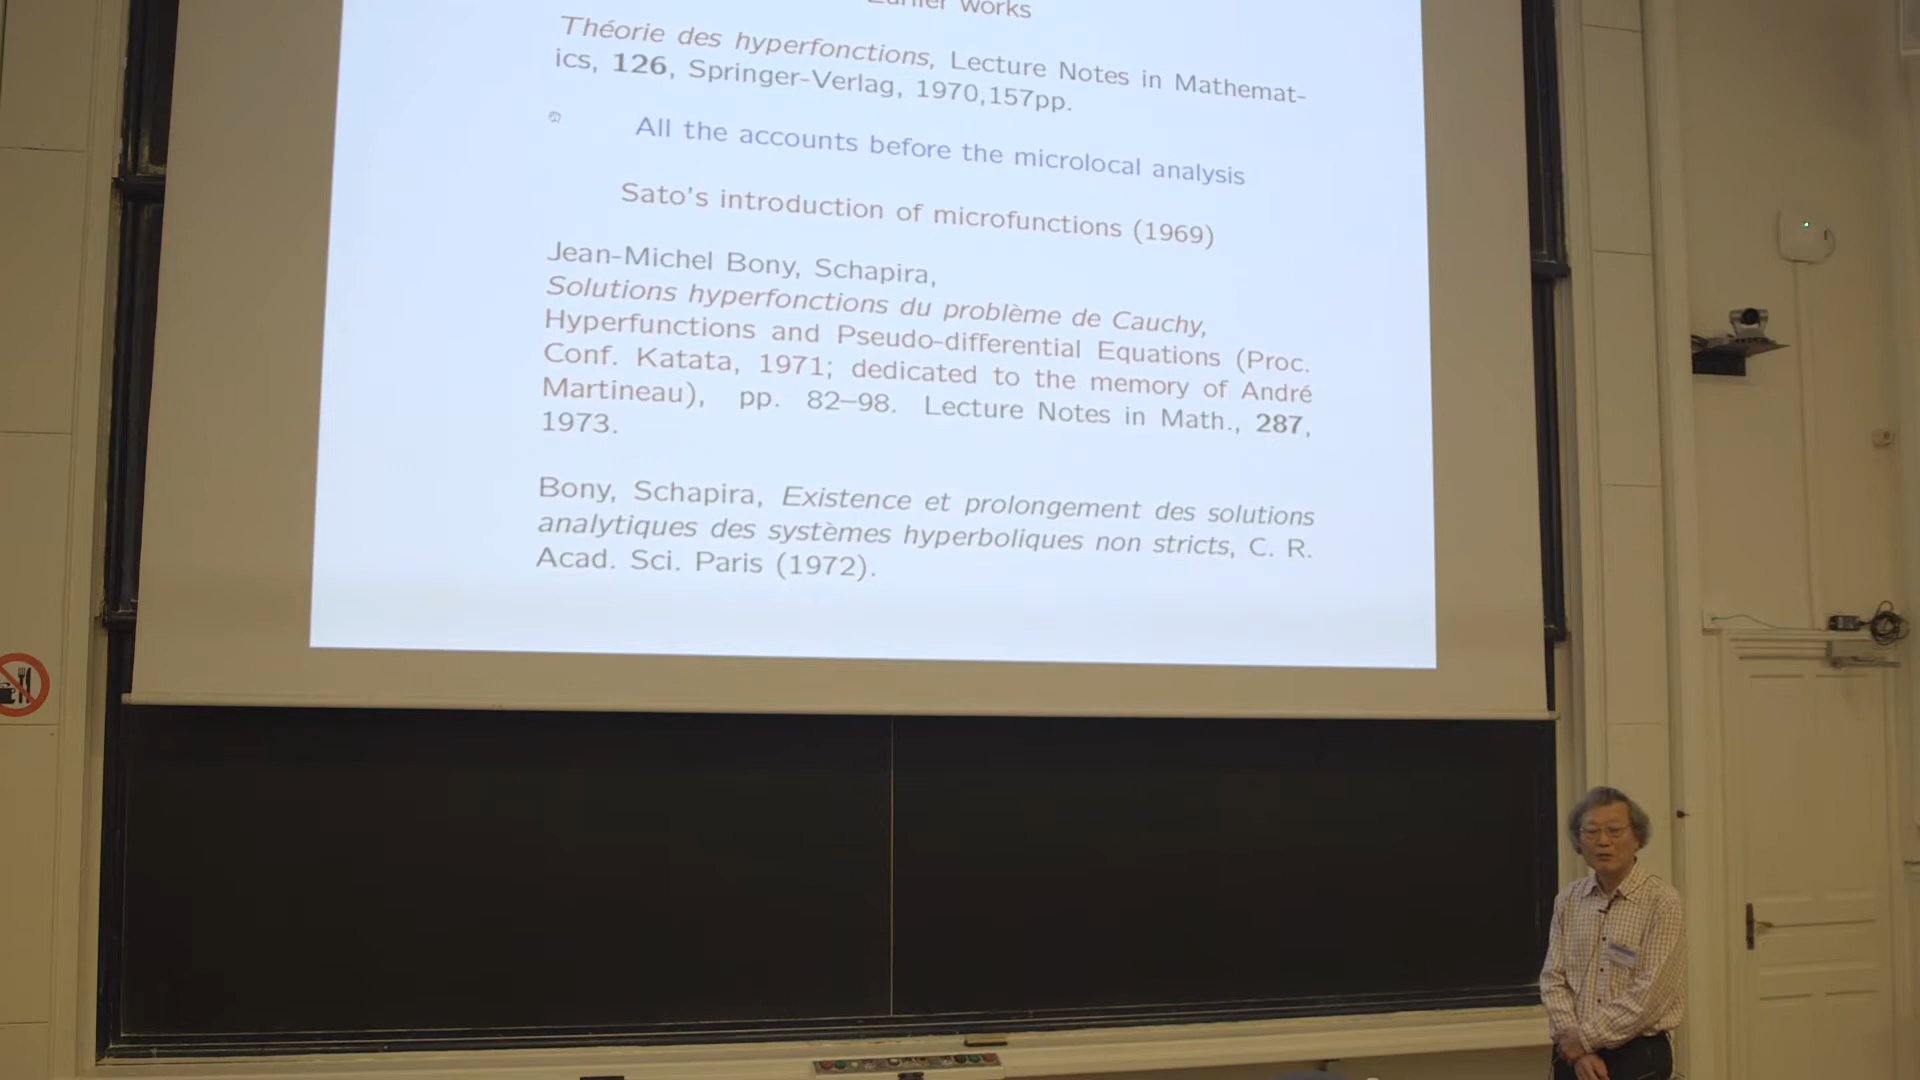 Earlier works
Théorie des hyperfonctions, Lecture Notes in Mathemat-
ics, 126, Springer-Verlag, 1970,157pp.
All the accounts before the microlocal analysis
Sato's introduction of microfunctions (1969)
Jean-Michel Bony, Schapira,
Solutions hyperfonctions du problème de Cauchy,
Hyperfunctions and Pseudo-differential Equations (Proc.
Conf. Katata, 1971; dedicated to the memory of André
Martineau), pp. 82–98. Lecture Notes in Math., 287,
1973.
Bony, Schapira, Existence et prolongement des solutions
analytiques des systèmes hyperboliques non stricts, C. R.
Acad. Sci. Paris (1972).